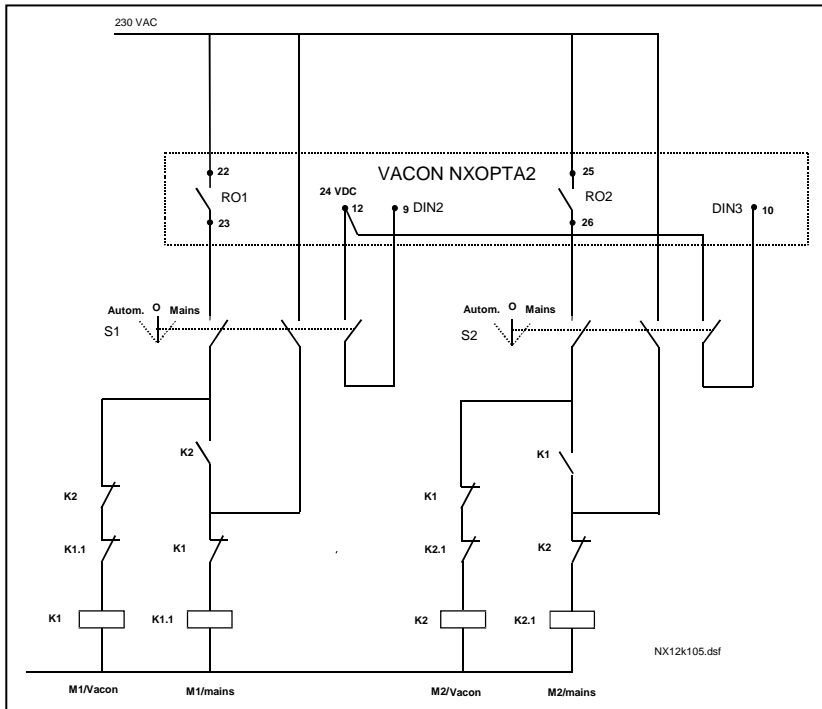 230 VAC
VACON NXOPTA2
22
25
RO1
24 VDC
RO2
12
9 DIN2
DIN3 10
23
26
Autom. O Mains
Autom. O Mains
S1
S2
K2
K1
K2
K1
K1.1
K1
K2.1
K2
K1
K1.1
K2
K2.1
NX12k105.dsf
M1/Vacon
M1/mains
M2/Vacon
M2/mains